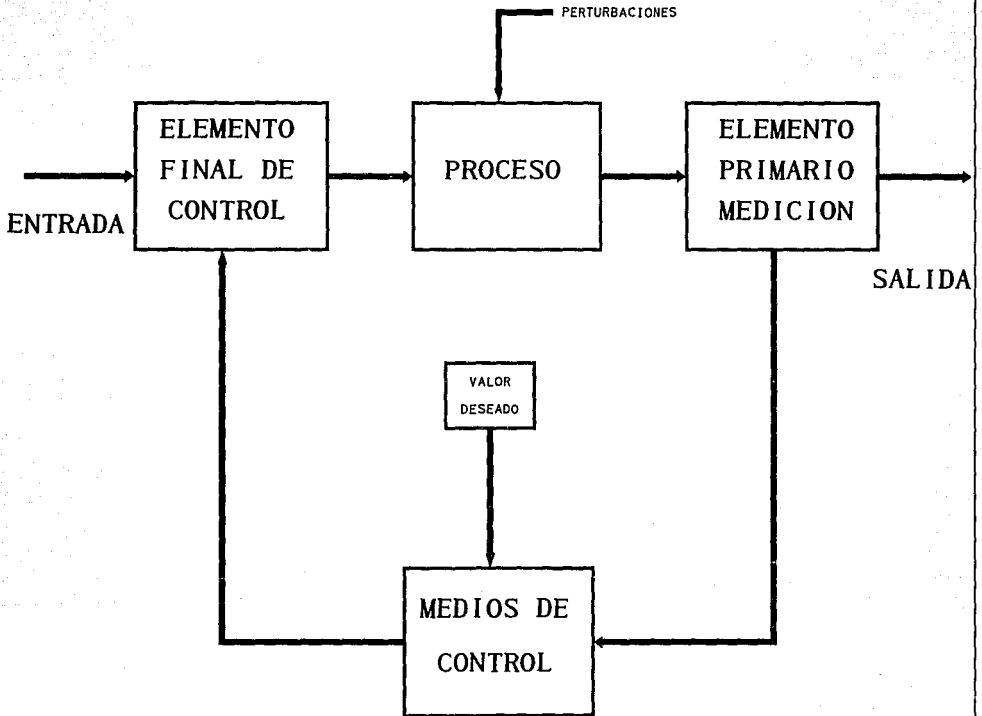 PERTURBACIONES
ELEMENTO
FINAL DE
CONTROL
PROCESO
ELEMENTO
PRIMARIO
MEDICION
ENTRADA
SALIDA
VALOR
DESEADO
MEDIOS DE
CONTROL